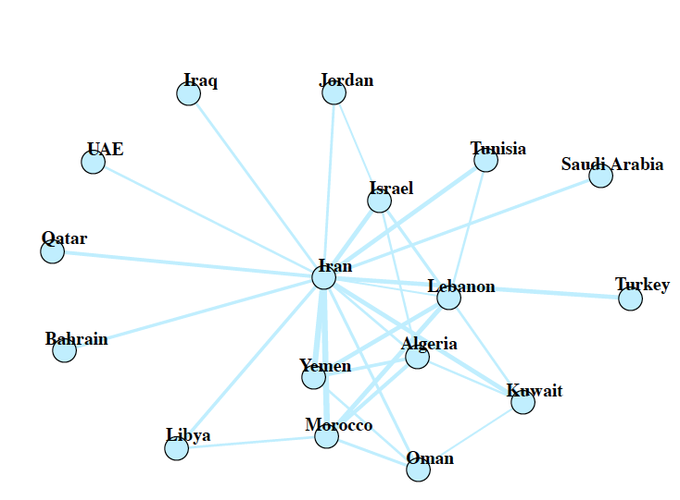 Iraq
Jordan
UAE
Tunisia
Saudi Arabia
Israel
Qatar
Iran
Lebanon
Turkey
Bahrain
Algeria
Yemen
Kuwait
Morocco
Libya
Oman